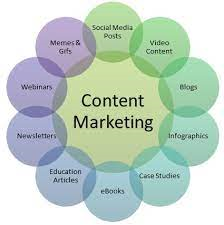 Social Media
Posts
Video
Content
Blogs
Infographics
Case Studies
eBooks
Education
Articles
Newsletters
Webinars
Memes &
Gifs
Content
Marketing